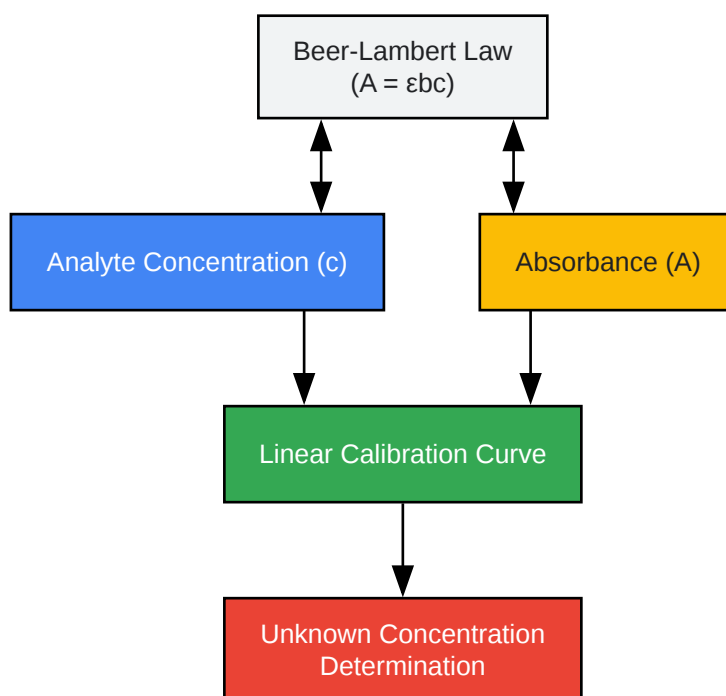 Beer-Lambert Law
(A = εbc)
Analyte Concentration (c)
Absorbance (A)
Linear Calibration Curve
Unknown Concentration
Determination